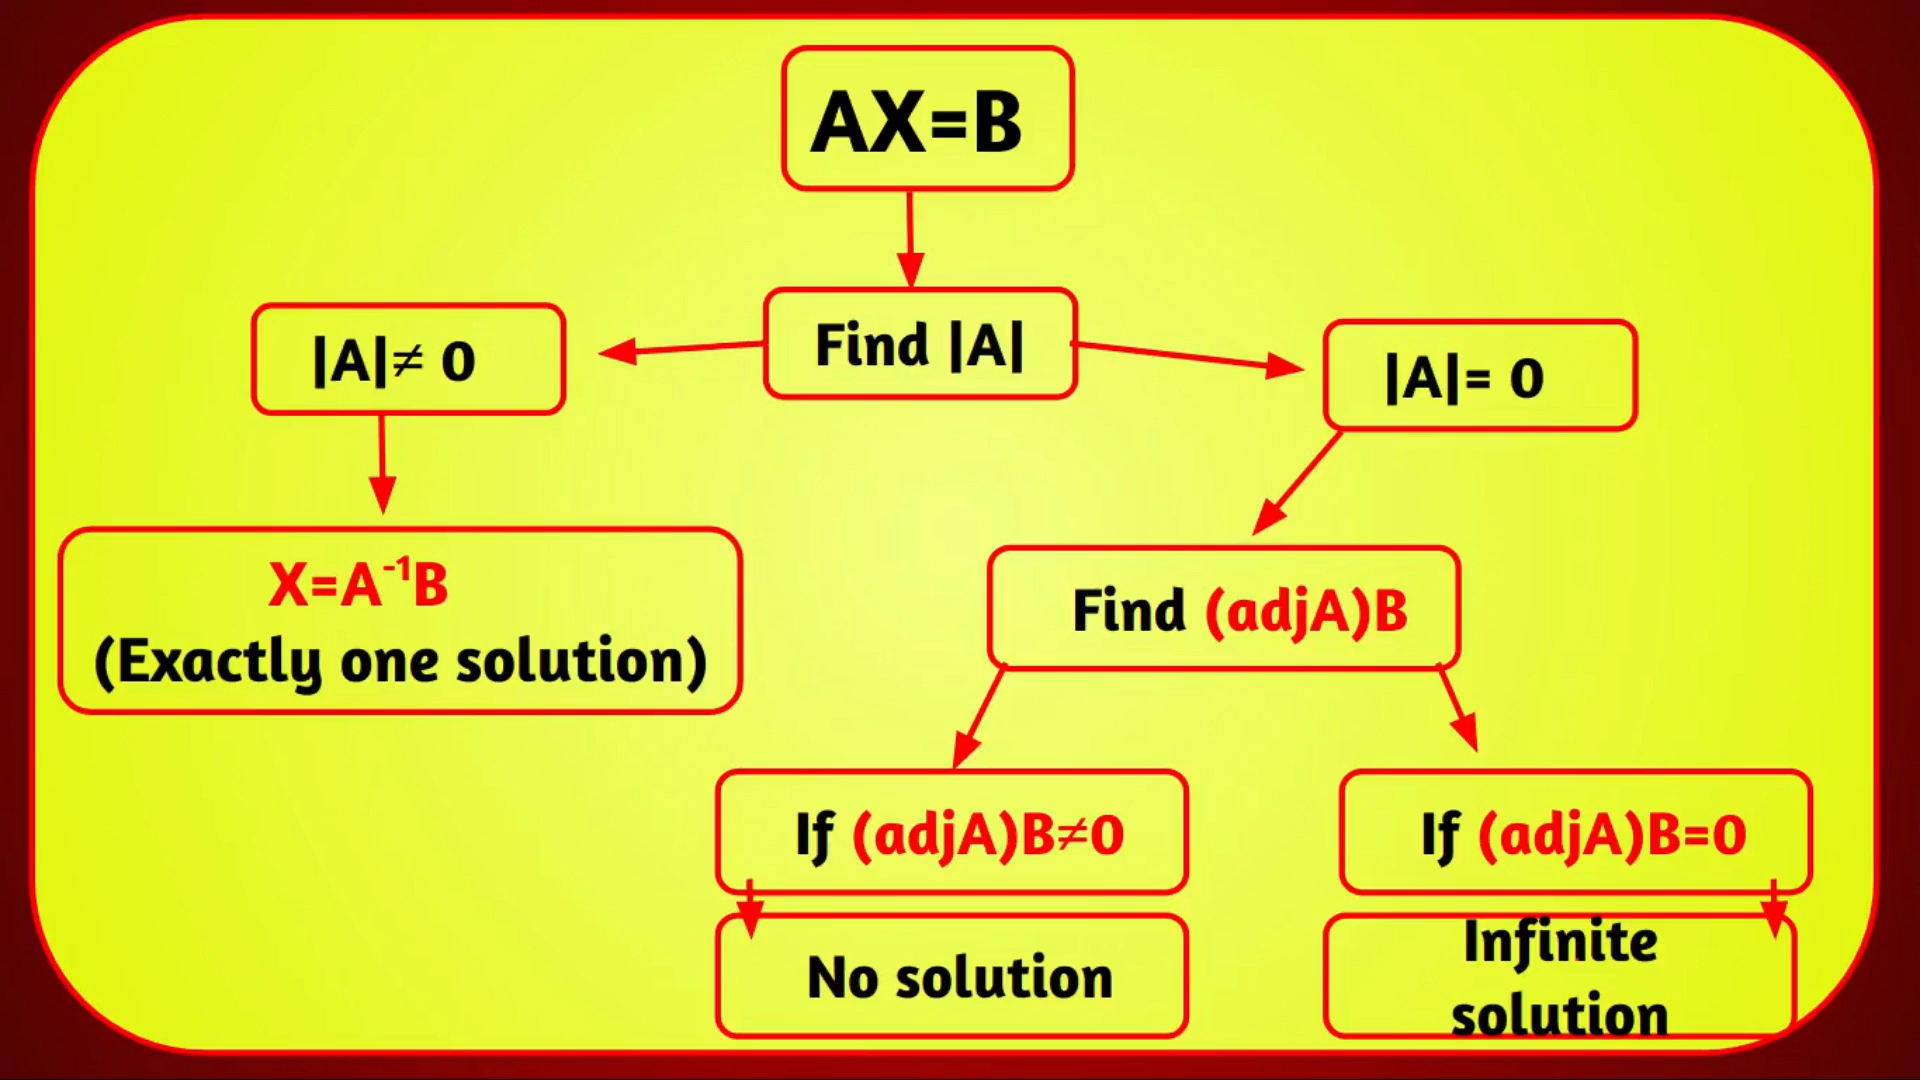 AX=B
Find |A|
|A|≠ 0
|A|= 0
X=A⁻¹B
(Exactly one solution)
Find (adjA)B
If (adjA)B≠0
If (adjA)B=0
No solution
Infinite
solution